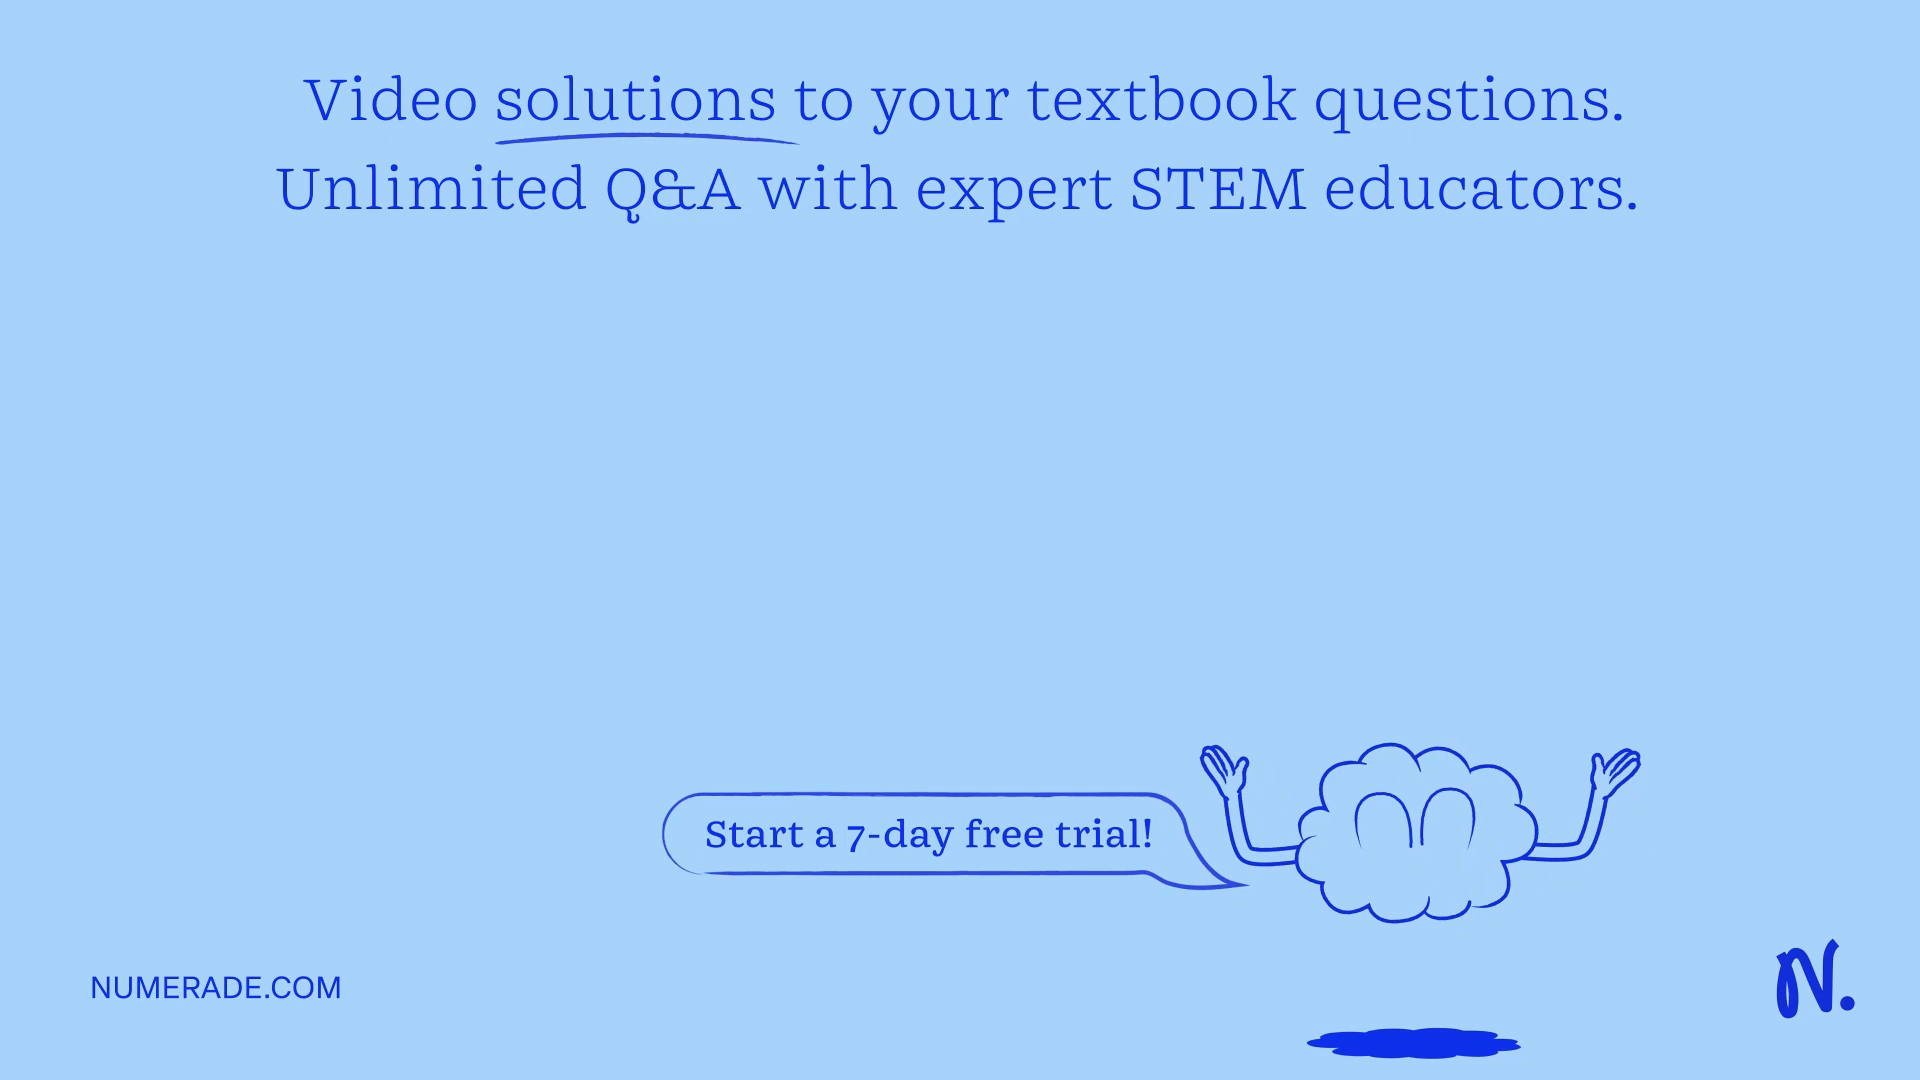 Video solutions to your textbook questions.
Unlimited Q&A with expert STEM educators.
Start a 7-day free trial!
NUMERADE.COM
N.